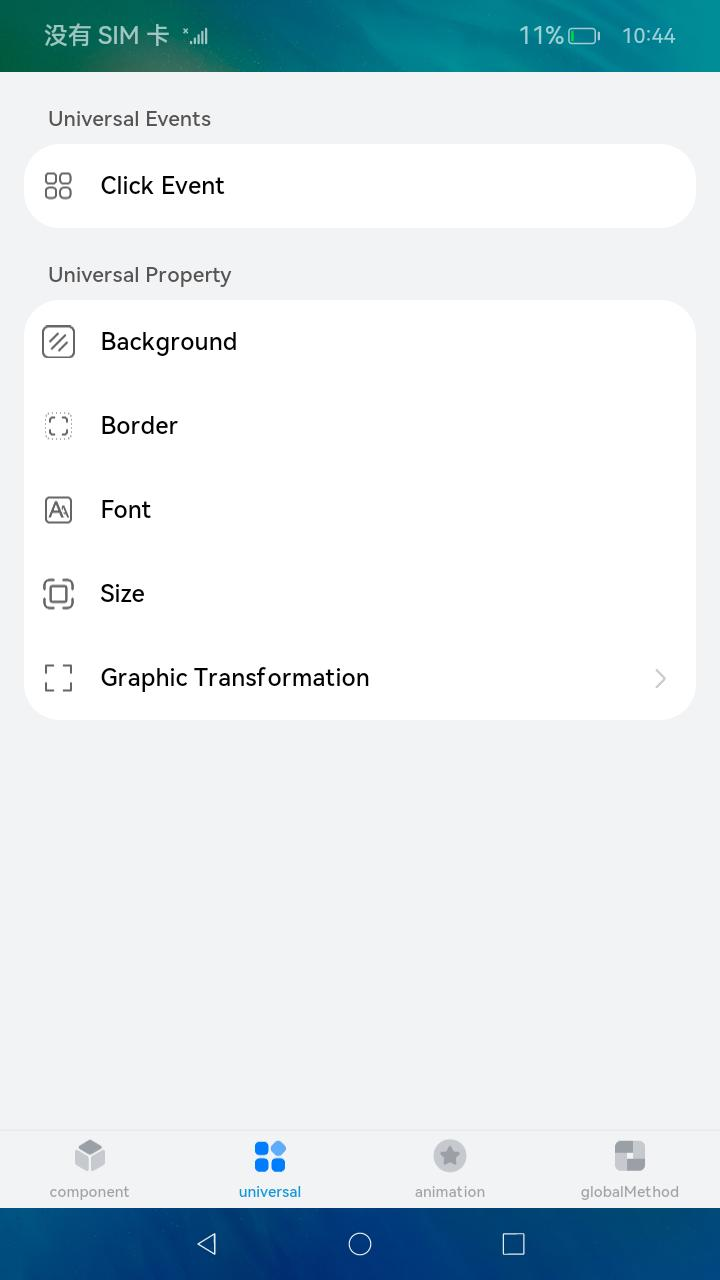 没有 SIM 卡 11% 10:44
Universal Events
Click Event
Universal Property
Background
Border
Font
Size
Graphic Transformation
component universal animation globalMethod